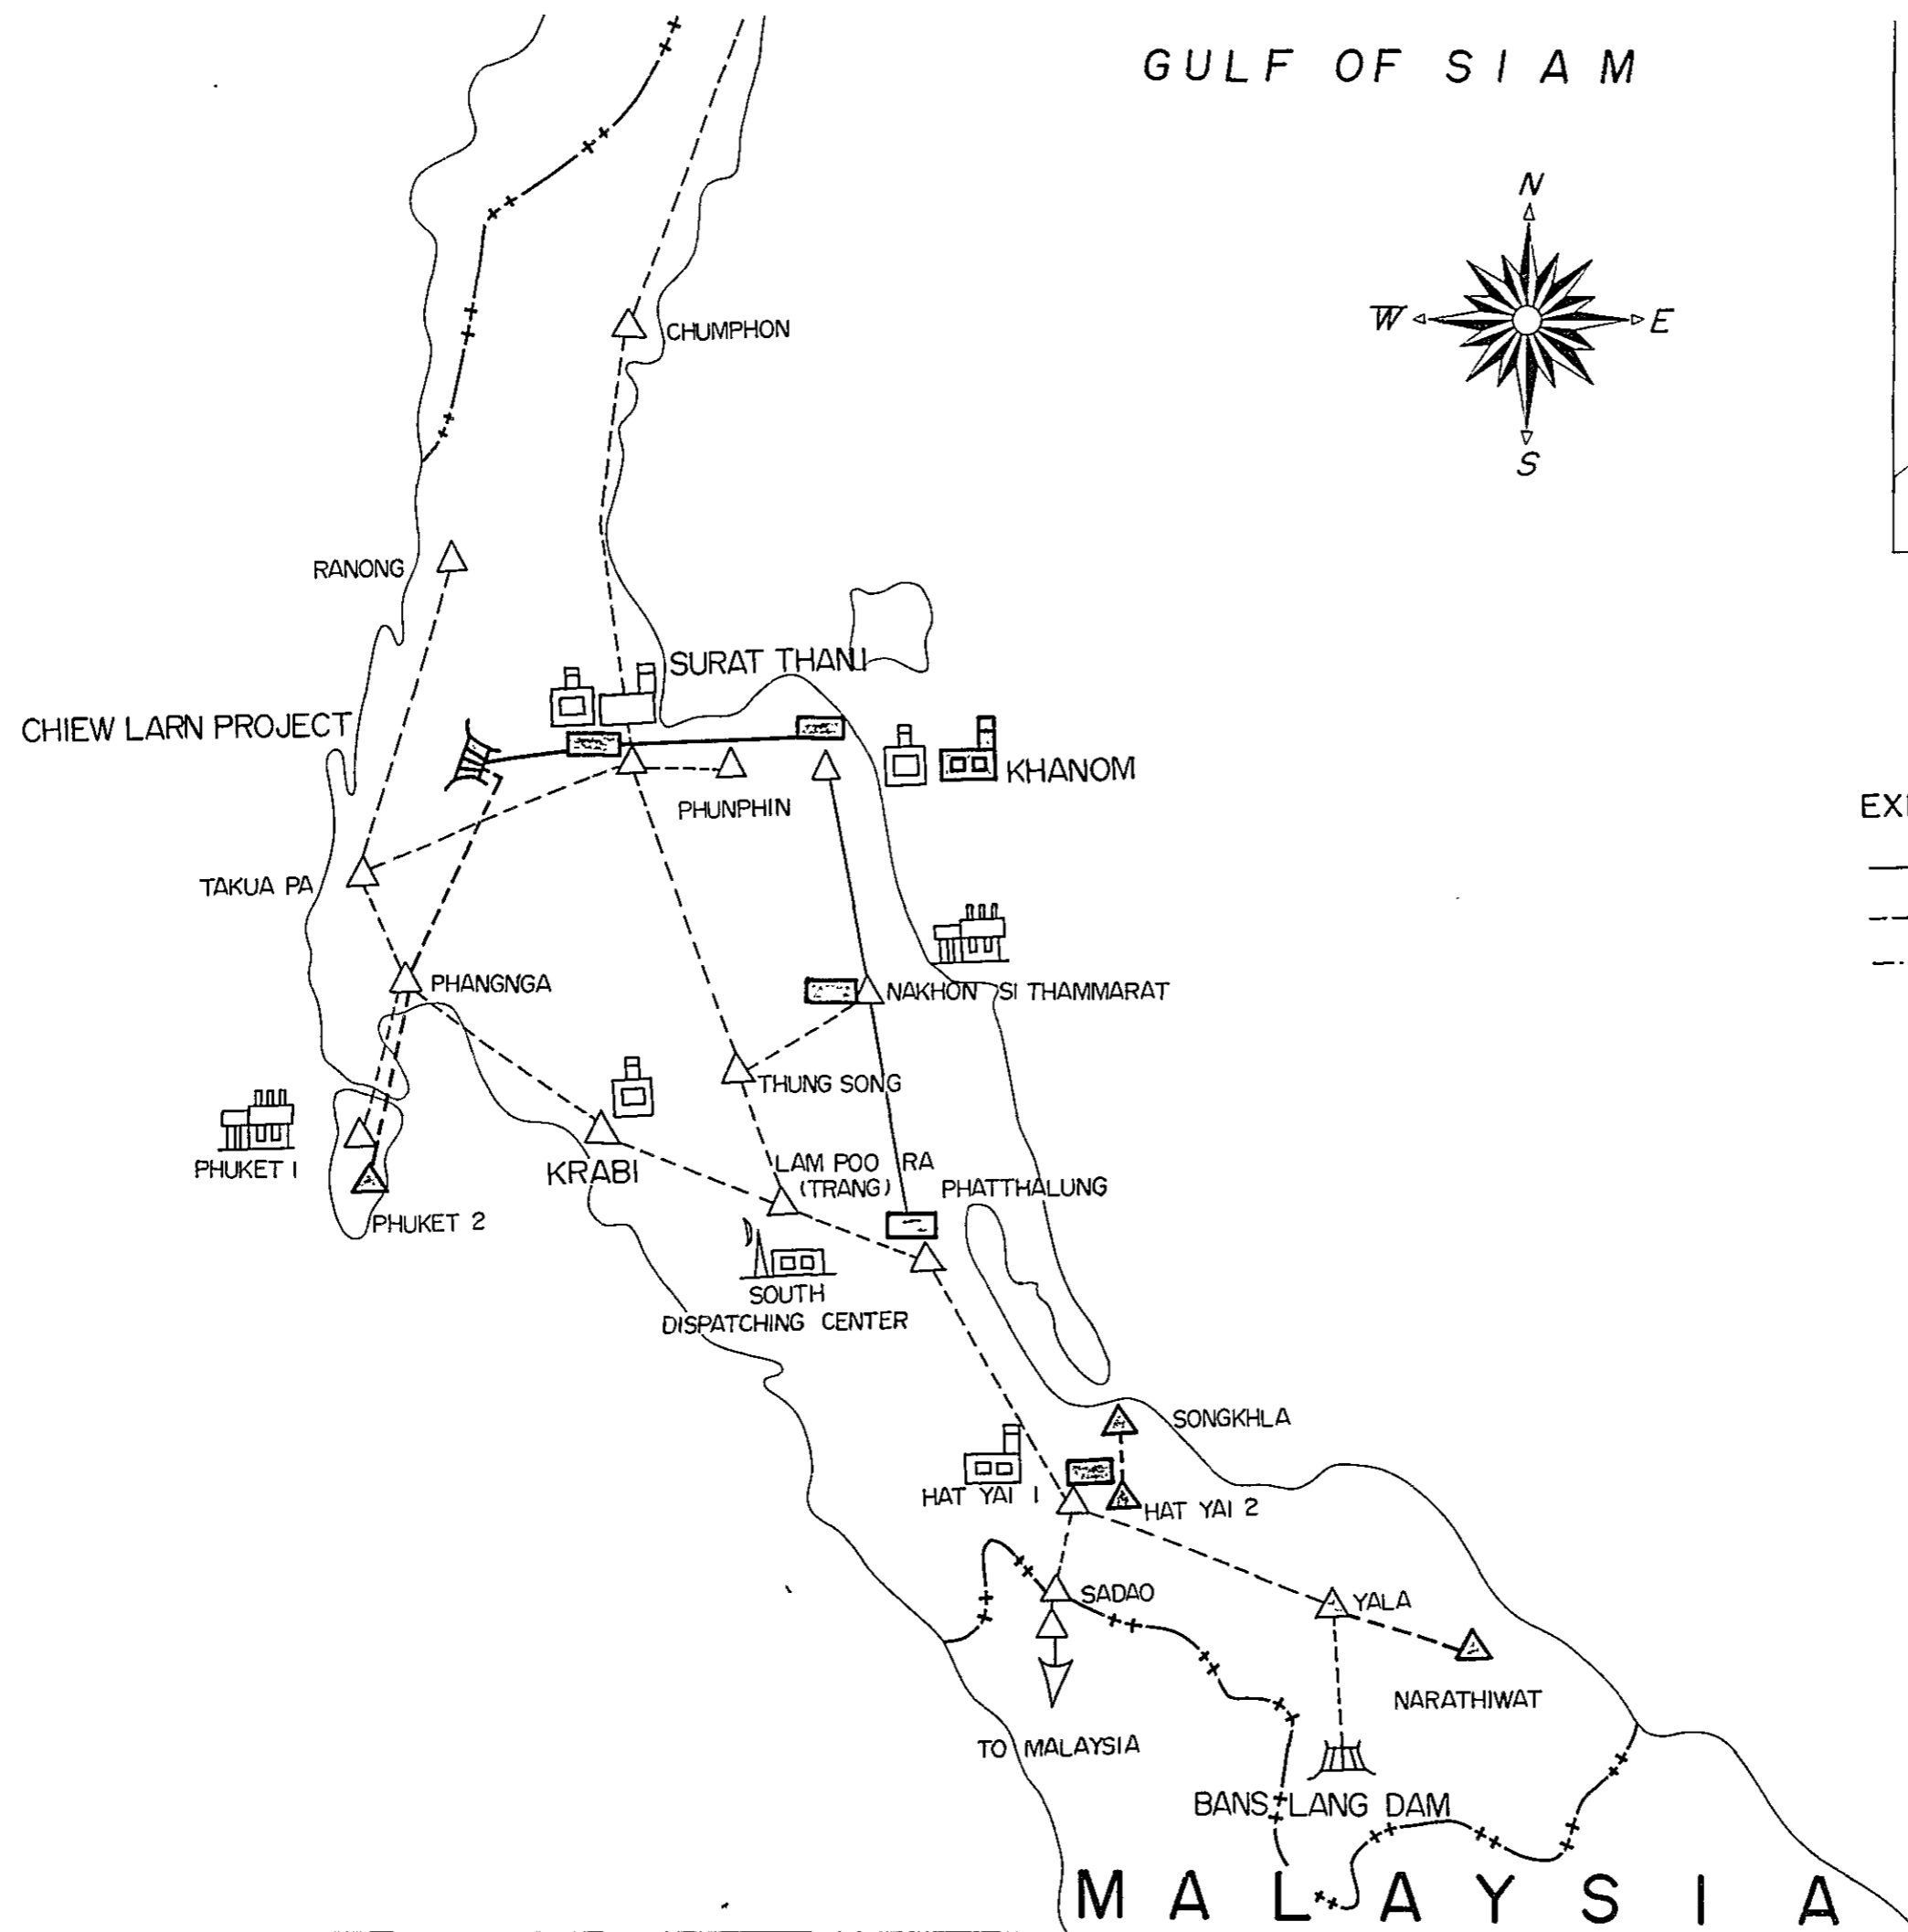 GULF OF SIAM
N
W
E
S
CHUMPHON
RANONG
SURAT THANI
CHIEW LARN PROJECT
KHANOM
PHUNPHIN
TAKUA PA
PHANGNGA
NAKHON SI THAMMARAT
THUNG SONG
PHUKET 1
KRABI
LAM POO RA
(TRANG)
PHATTHALUNG
PHUKET 2
SOUTH
DISPATCHING CENTER
SONGKHLA
HAT YAI 1
HAT YAI 2
SADAO
YALA
NARATHIWAT
TO MALAYSIA
BANG LANG DAM
MALAYSIA